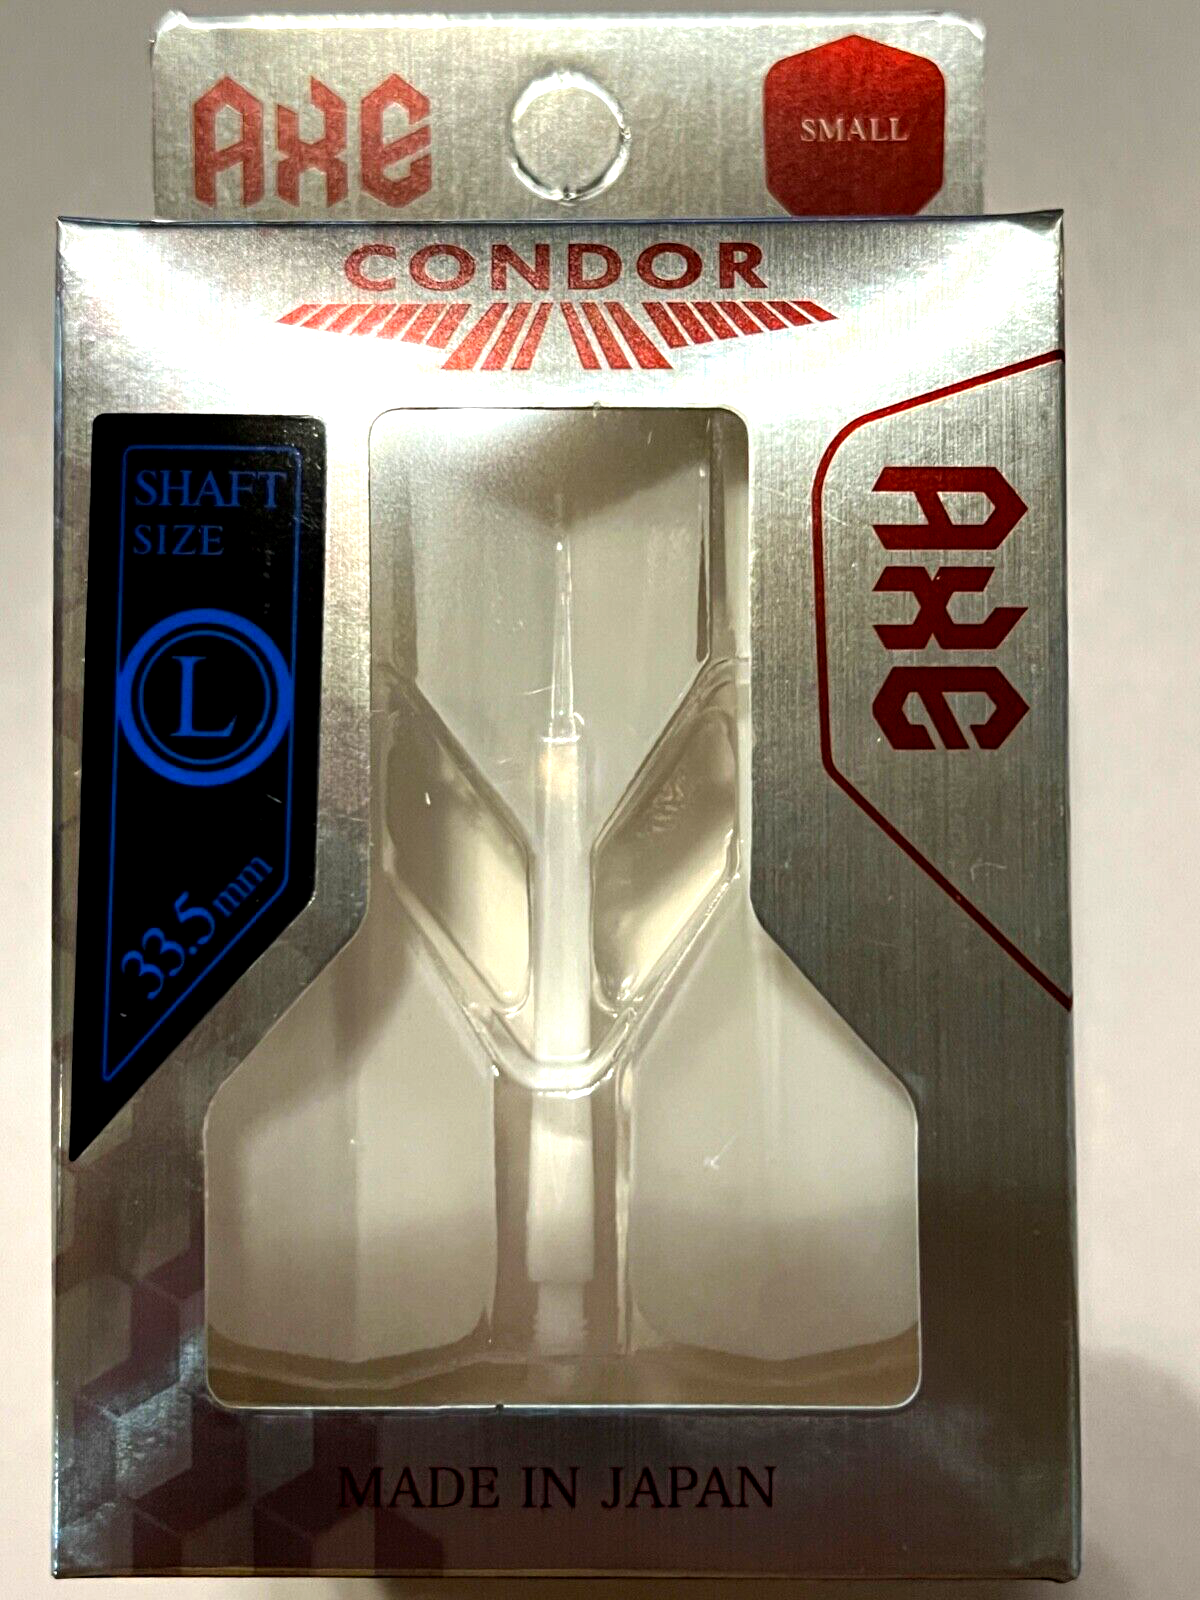 AXE
SMALL
CONDOR
SHAFT
SIZE
L
33.5mm
AXE
MADE IN JAPAN